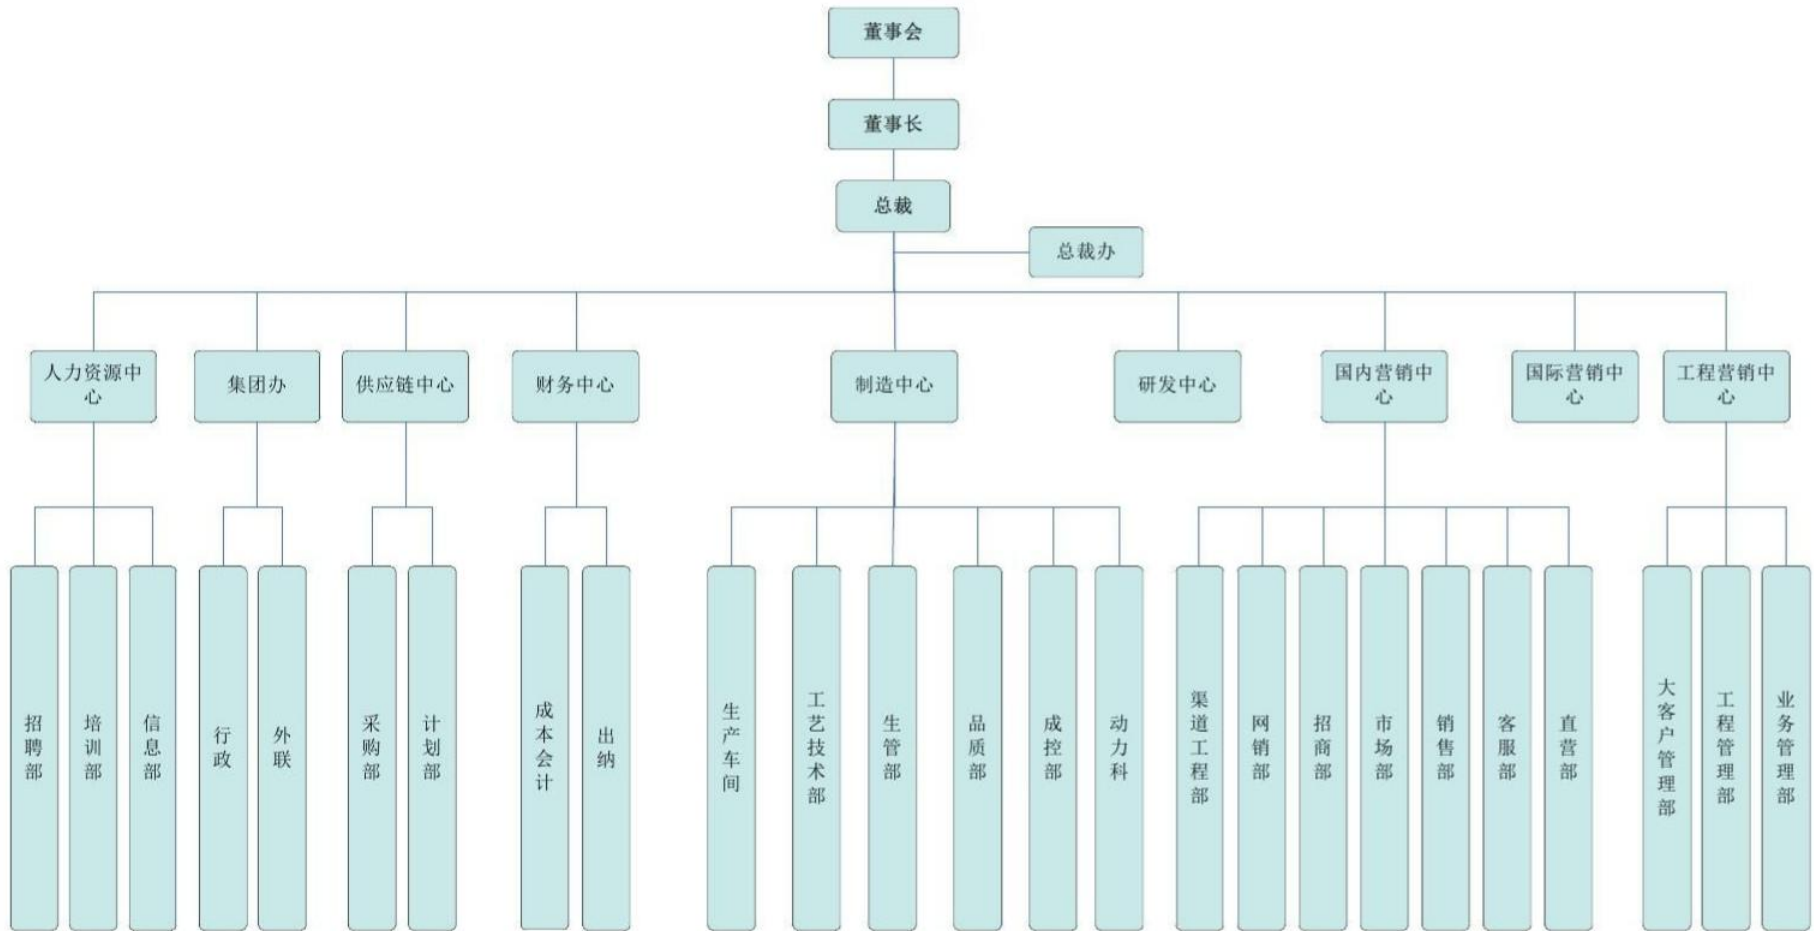 董事会
董事长
总裁
总裁办
人力资源中
心
集团办
供应链中心
财务中心
制造中心
研发中心
国内营销中
心
国际营销中
心
工程营销中
心
招聘部
培训部
信息部
行政
外联
采购部
计划部
成本会计
出纳
生产车间
工艺技术部
生管部
品质部
成控部
动力科
渠道工程部
网销部
招商部
市场部
销售部
客服部
直营部
大客户管理部
工程管理部
业务管理部